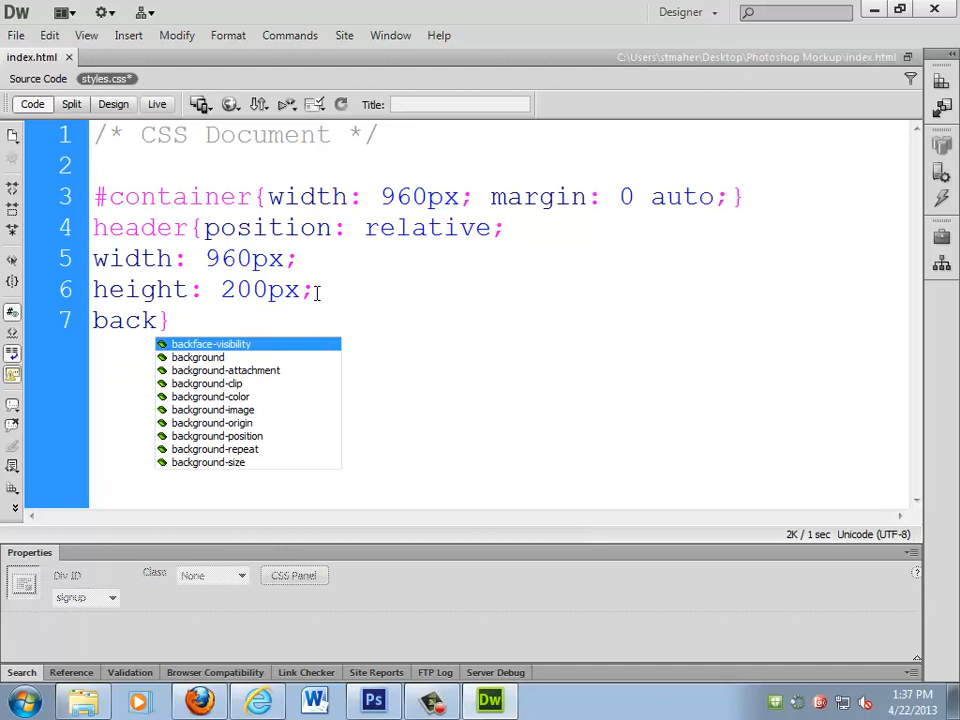 Dw
Designer
File Edit View Insert Modify Format Commands Site Window Help
index.html
C:\Users\stmaher\Desktop\Photoshop Mockup\index.html
Source Code styles.css*
Code Split Design Live Title:
1 /* CSS Document */
2
3 #container{width: 960px; margin: 0 auto;}
4 header{position: relative;
5 width: 960px;
6 height: 200px;
7 back}
backface-visibility
background
background-attachment
background-clip
background-color
background-image
background-origin
background-position
background-repeat
background-size
2K / 1 sec Unicode (UTF-8)
Properties
Div ID Class None CSS Panel
signup
Search Reference Validation Browser Compatibility Link Checker Site Reports FTP Log Server Debug
W Ps Dw
1:37 PM
4/22/2013